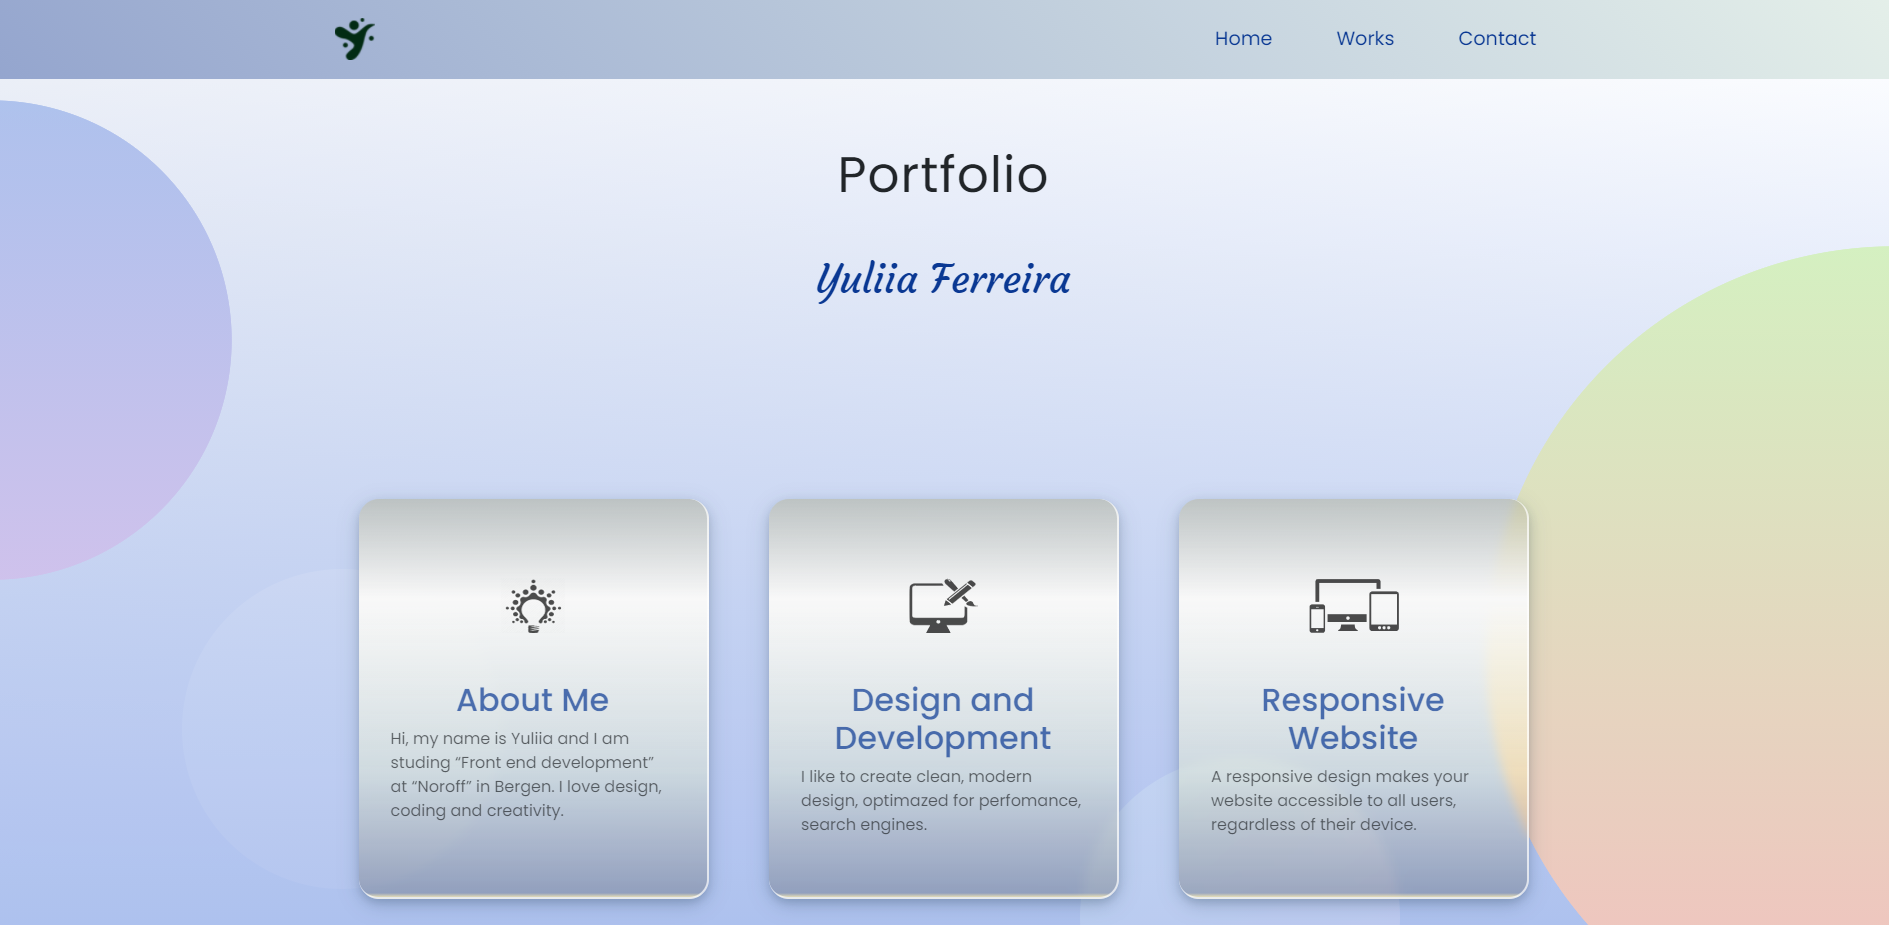 Home Works Contact
Portfolio
Yuliia Ferreira
About Me
Hi, my name is Yuliia and I am
studing “Front end development”
at “Noroff” in Bergen. I love design,
coding and creativity.
Design and
Development
I like to create clean, modern
design, optimazed for perfomance,
search engines.
Responsive
Website
A responsive design makes your
website accessible to all users,
regardless of their device.